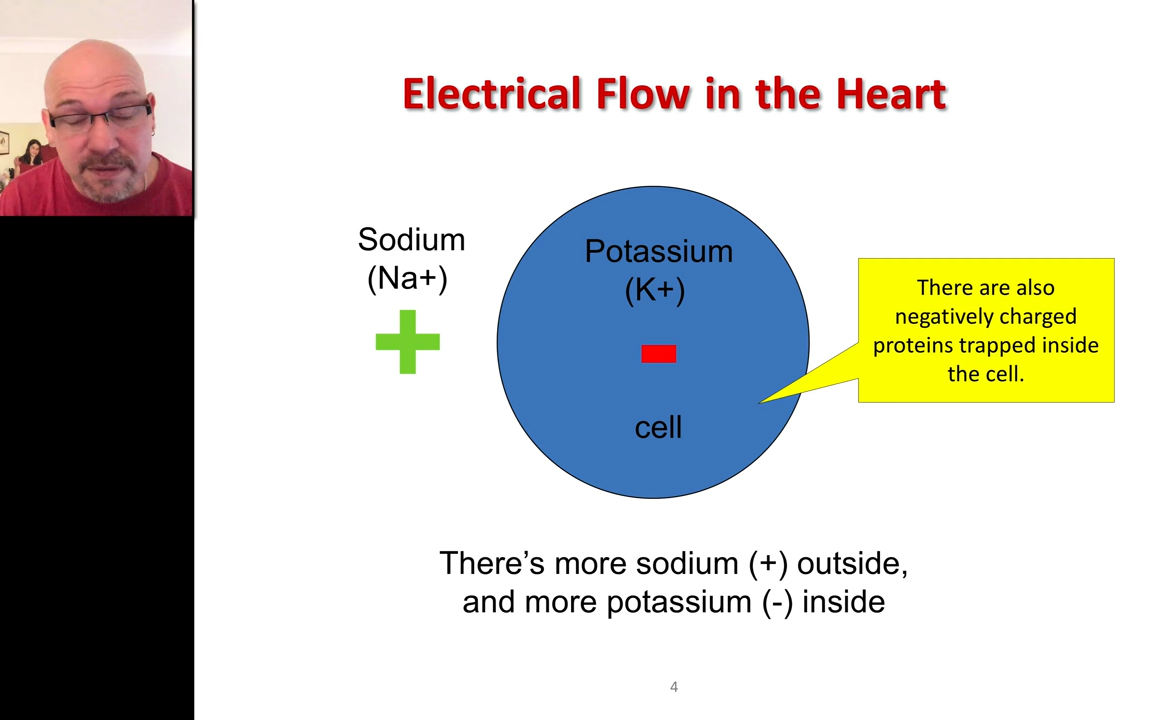 Electrical Flow in the Heart
Sodium
(Na+)
Potassium
(K+)
cell
There are also
negatively charged
proteins trapped inside
the cell.
There’s more sodium (+) outside,
and more potassium (-) inside
4